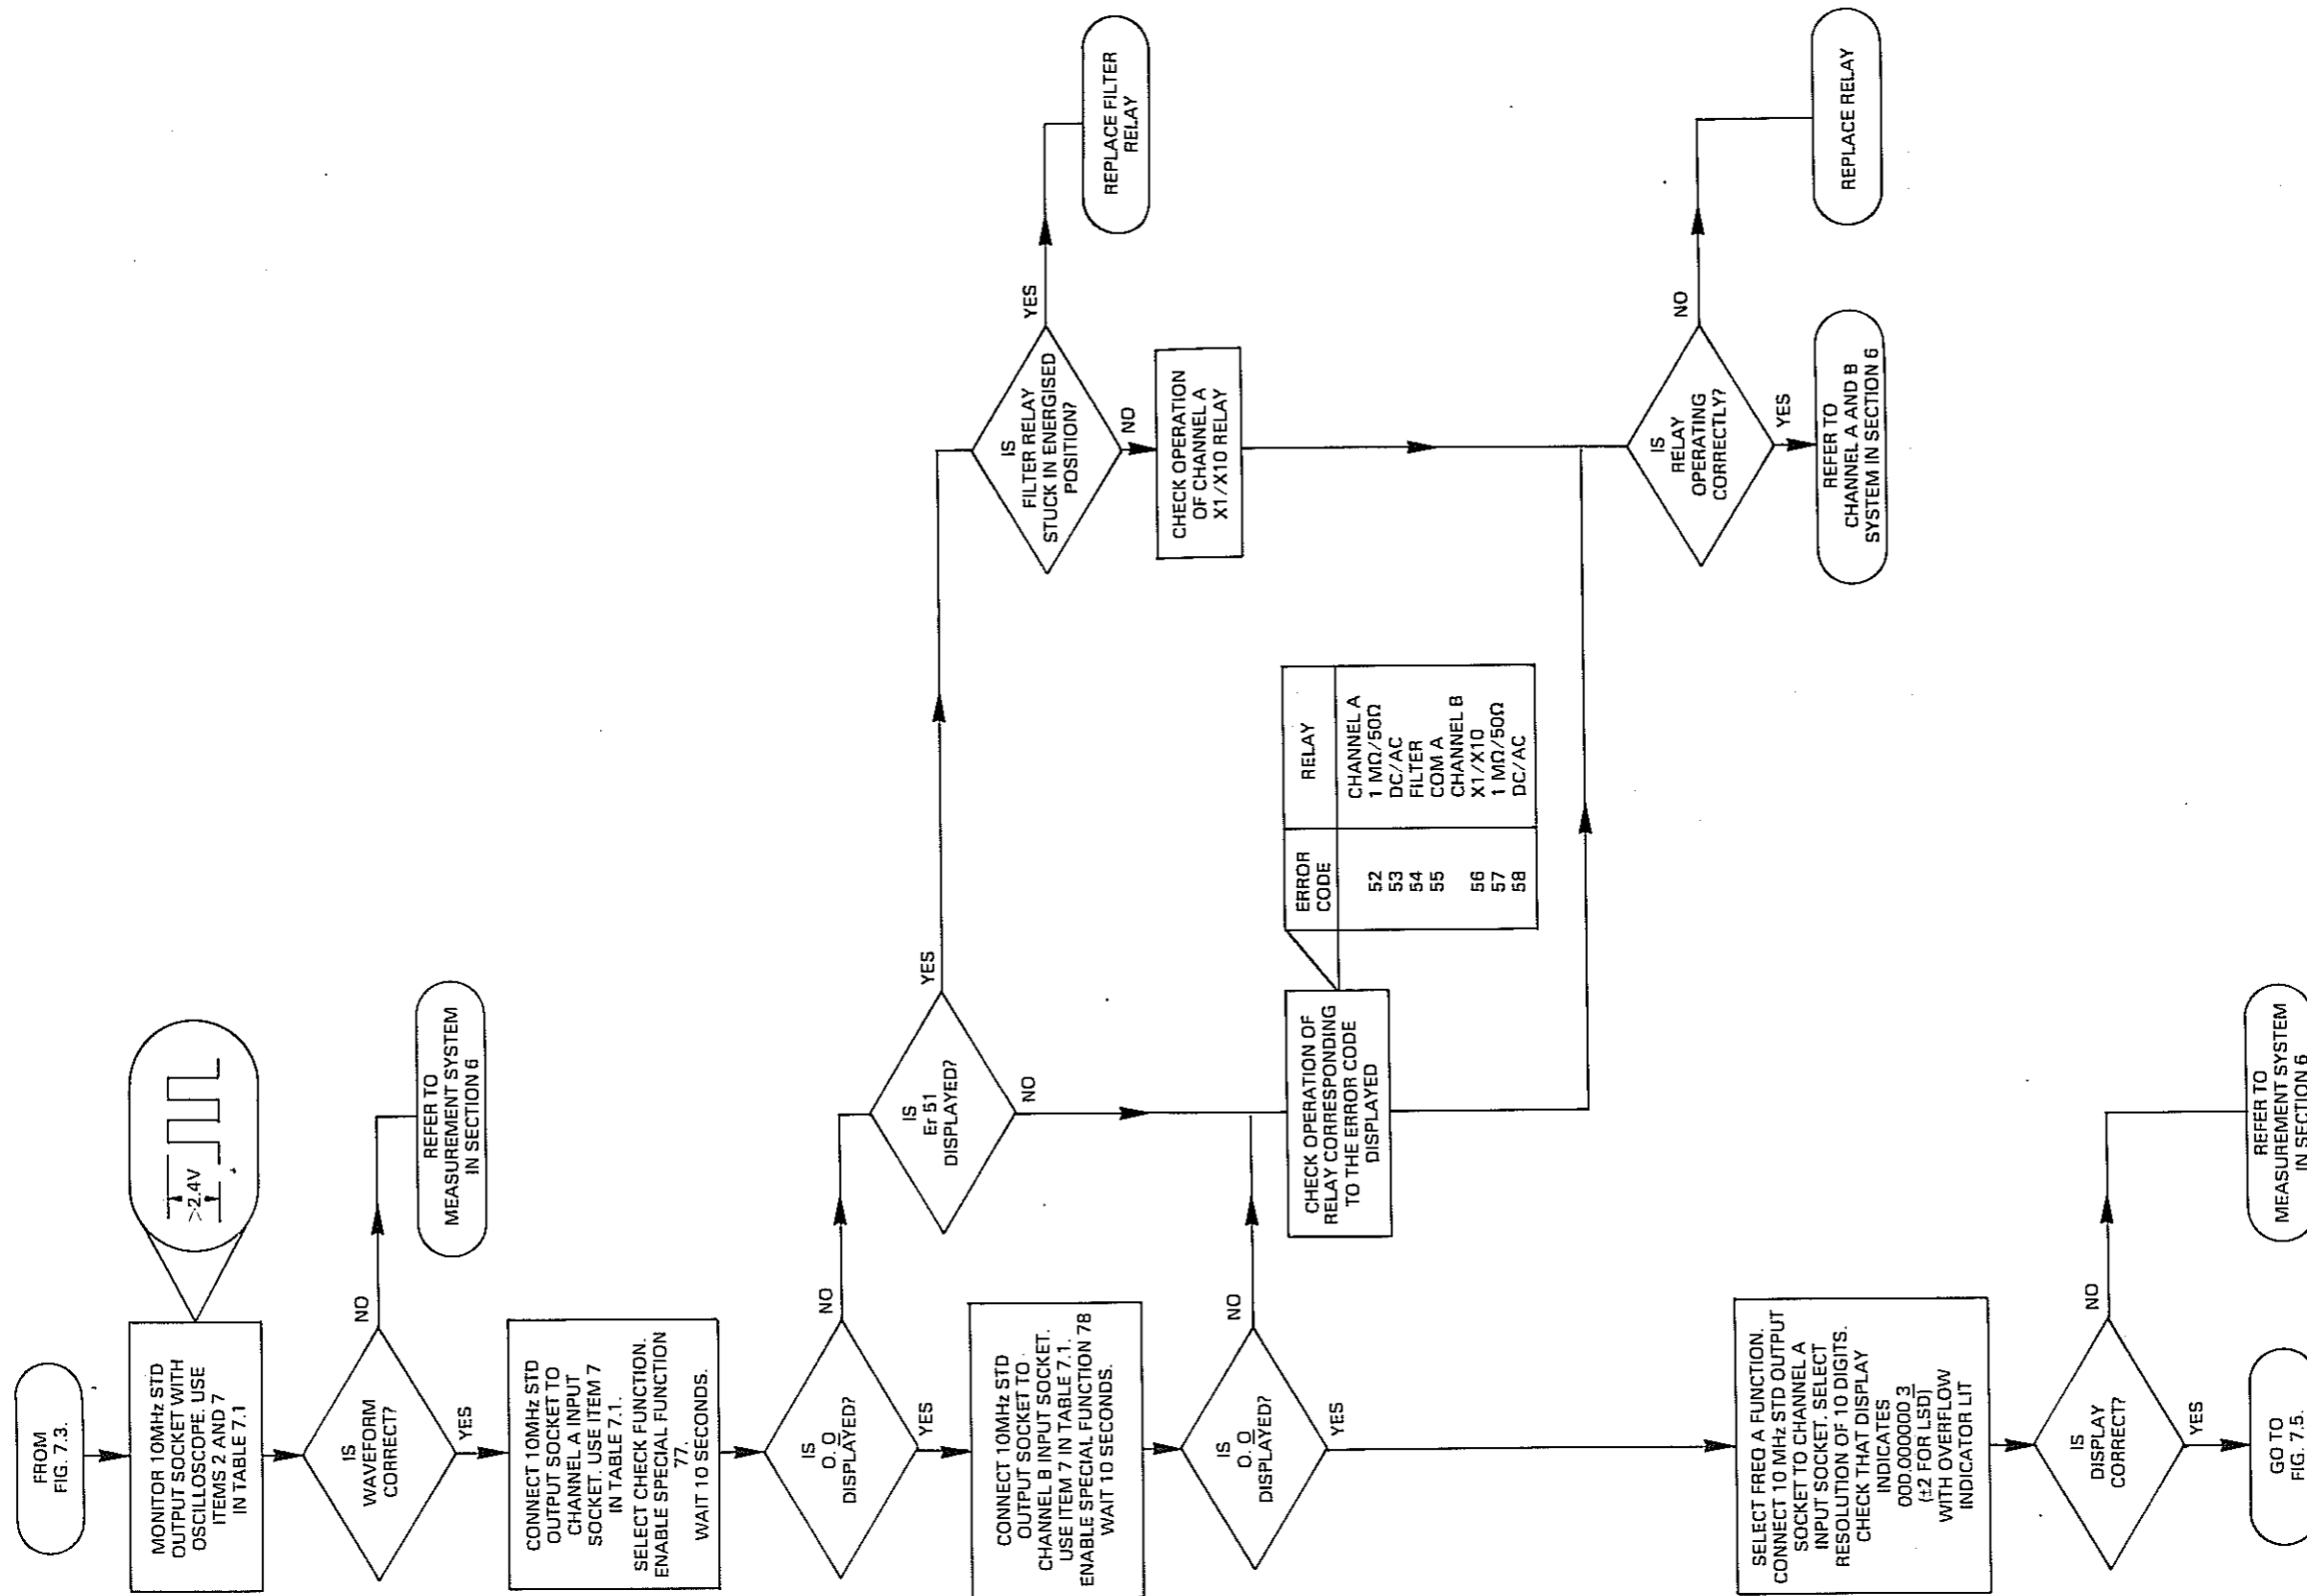 FROM
FIG. 7.3.
MONITOR 10MHz STD
OUTPUT SOCKET WITH
OSCILLOSCOPE. USE
ITEMS 2 AND 7
IN TABLE 7.1
>2.4V
IS
WAVEFORM
CORRECT?
NO
YES
REFER TO
MEASUREMENT SYSTEM
IN SECTION 6
CONNECT 10MHz STD
OUTPUT SOCKET TO
CHANNEL A INPUT
SOCKET. USE ITEM 7
IN TABLE 7.1.
SELECT CHECK FUNCTION.
ENABLE SPECIAL FUNCTION
77.
WAIT 10 SECONDS.
IS
0.0
DISPLAYED?
NO
YES
IS
Er 51
DISPLAYED?
YES
NO
IS
FILTER RELAY
STUCK IN ENERGISED
POSITION?
YES
NO
REPLACE FILTER
RELAY
CHECK OPERATION
OF CHANNEL A
X1/X10 RELAY
CONNECT 10MHz STD
OUTPUT SOCKET TO
CHANNEL B INPUT SOCKET.
USE ITEM 7 IN TABLE 7.1.
ENABLE SPECIAL FUNCTION 78
WAIT 10 SECONDS.
IS
0.0
DISPLAYED?
NO
YES
CHECK OPERATION OF
RELAY CORRESPONDING
TO THE ERROR CODE
DISPLAYED
ERROR
CODE
RELAY
CHANNEL A
52 1 MΩ/50Ω
53 DC/AC
54 FILTER
55 COM A
CHANNEL B
56 X1/X10
57 1 MΩ/50Ω
58 DC/AC
IS
RELAY
OPERATING
CORRECTLY?
NO
YES
REPLACE RELAY
REFER TO
CHANNEL A AND B
SYSTEM IN SECTION 6
SELECT FREQ A FUNCTION.
CONNECT 10 MHz STD OUTPUT
SOCKET TO CHANNEL A
INPUT SOCKET. SELECT
RESOLUTION OF 10 DIGITS.
CHECK THAT DISPLAY
INDICATES
000.000000 3
(±2 FOR LSD)
WITH OVERFLOW
INDICATOR LIT
IS
DISPLAY
CORRECT?
NO
YES
REFER TO
MEASUREMENT SYSTEM
IN SECTION 6
GO TO
FIG. 7.5.